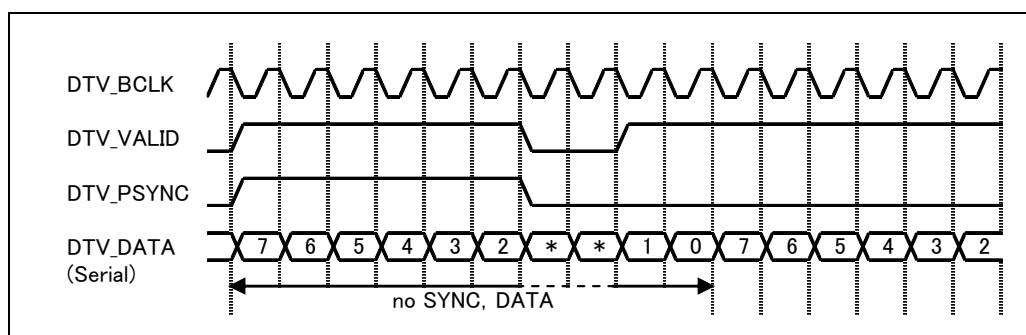 DTV_BCLK
DTV_VALID
DTV_PSYNC
DTV_DATA
(Serial)
7 6 5 4 3 2 * * 1 0 7 6 5 4 3 2
no SYNC, DATA